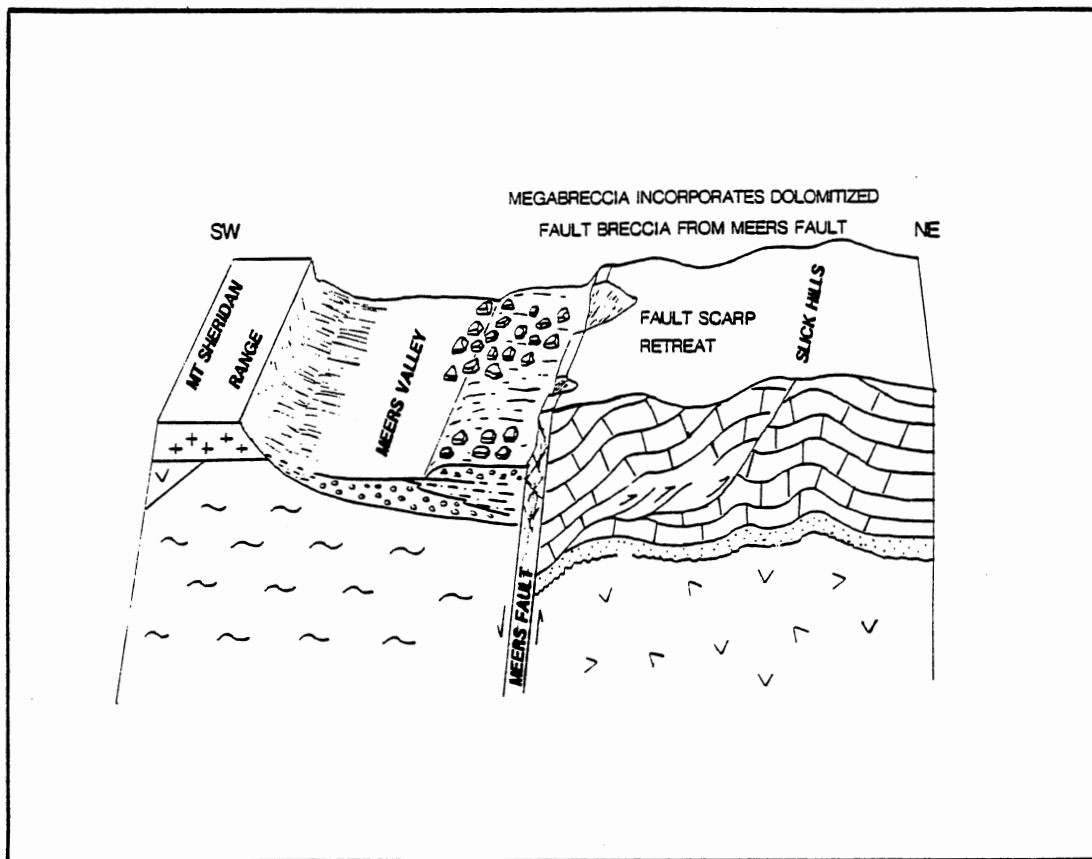 MEGABRECCIA INCORPORATES DOLOMITIZED
FAULT BRECCIA FROM MEERS FAULT
SW
NE
MT SHERIDAN
RANGE
MEERS VALLEY
FAULT SCARP
RETREAT
SLICK HILLS
MEERS FAULT